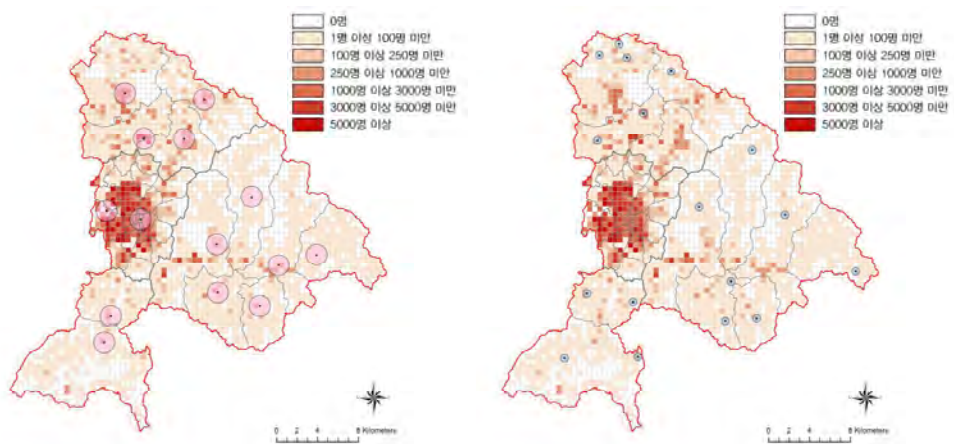 0명
1명 이상 100명 미만
100명 이상 250명 미만
250명 이상 1000명 미만
1000명 이상 3000명 미만
3000명 이상 5000명 미만
5000명 이상
0 2 4 8 Kilometers
0명
1명 이상 100명 미만
100명 이상 250명 미만
250명 이상 1000명 미만
1000명 이상 3000명 미만
3000명 이상 5000명 미만
5000명 이상
0 2 4 8 Kilometers